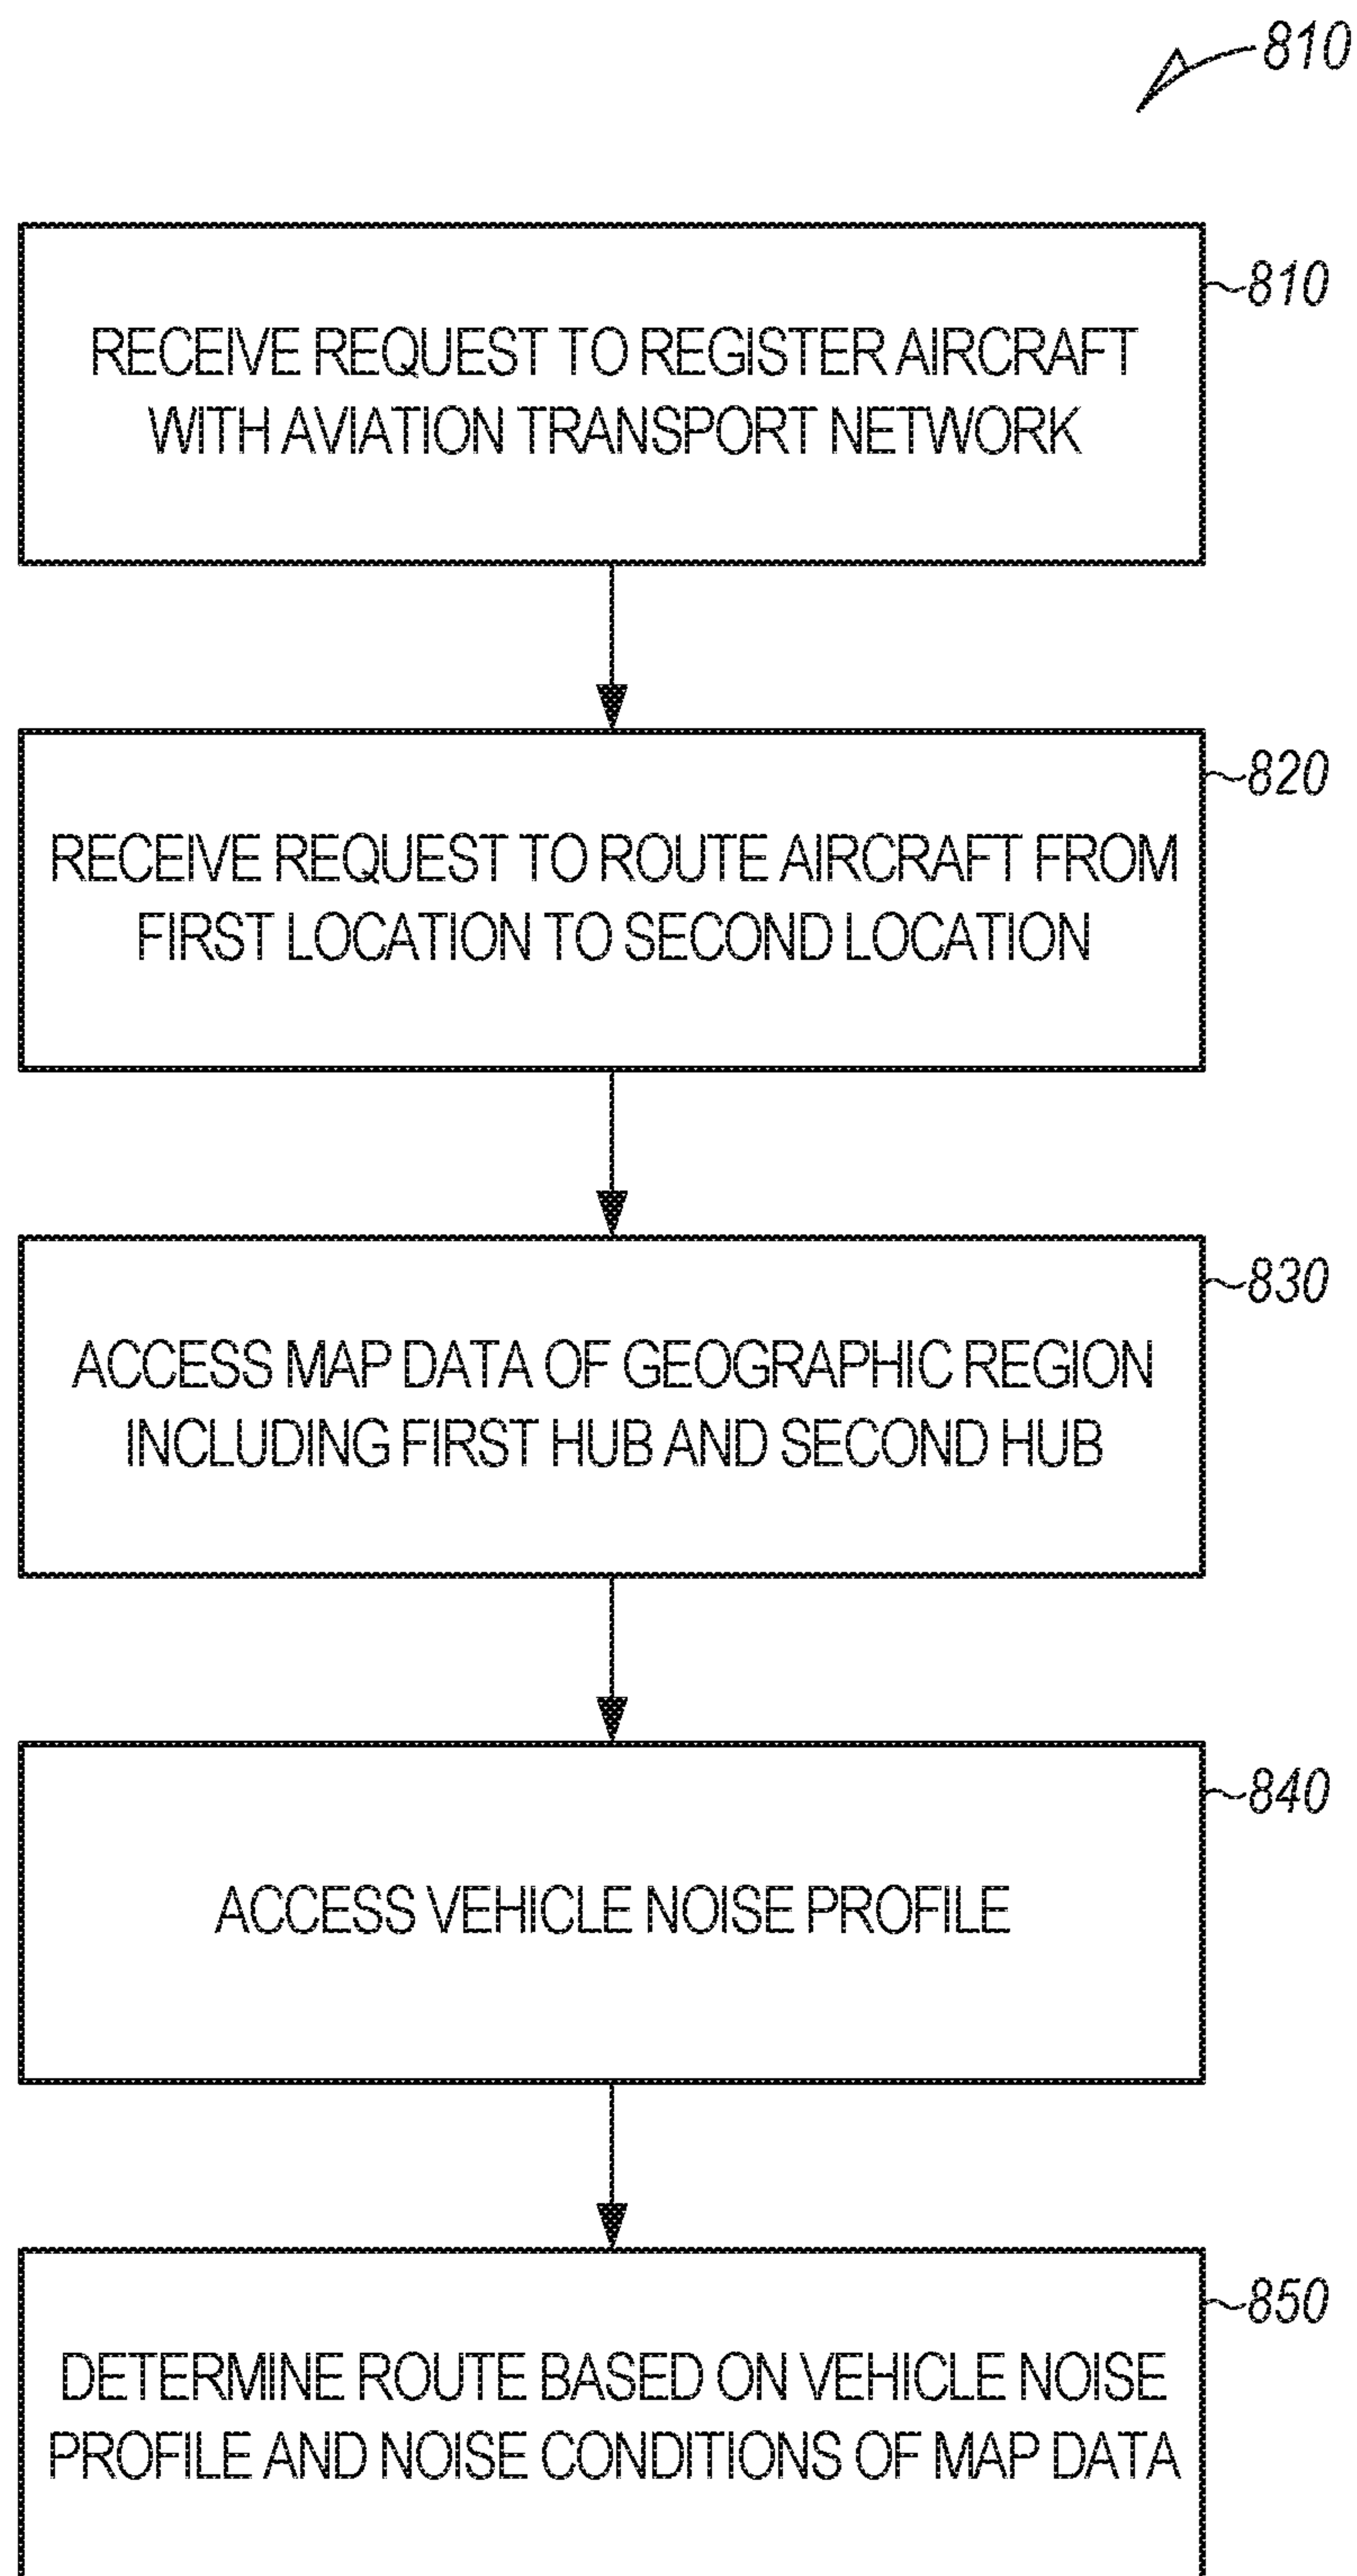 810
RECEIVE REQUEST TO REGISTER AIRCRAFT
WITH AVIATION TRANSPORT NETWORK
810
RECEIVE REQUEST TO ROUTE AIRCRAFT FROM
FIRST LOCATION TO SECOND LOCATION
820
ACCESS MAP DATA OF GEOGRAPHIC REGION
INCLUDING FIRST HUB AND SECOND HUB
830
ACCESS VEHICLE NOISE PROFILE
840
DETERMINE ROUTE BASED ON VEHICLE NOISE
PROFILE AND NOISE CONDITIONS OF MAP DATA
850